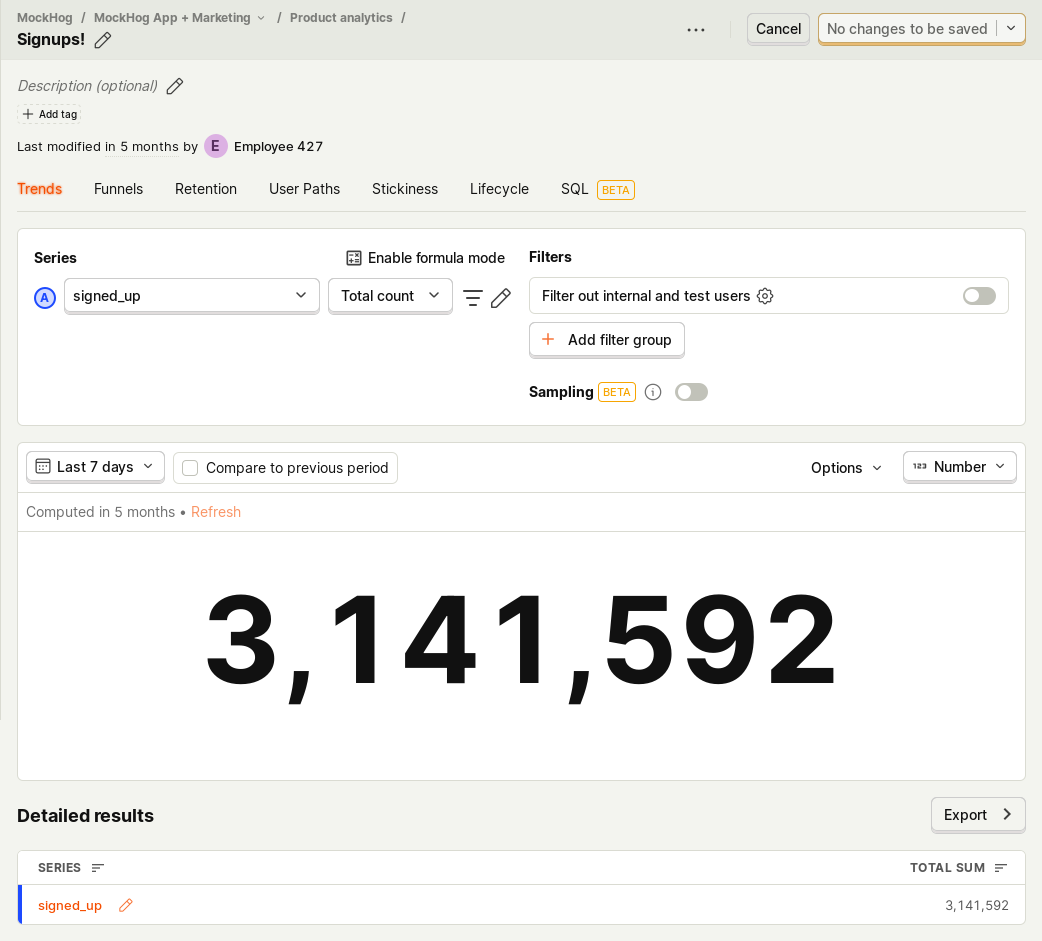 MockHog / MockHog App + Marketing / Product analytics /
Signups!
Cancel
No changes to be saved
Description (optional)
Add tag
Last modified in 5 months by E Employee 427
Trends Funnels Retention User Paths Stickiness Lifecycle SQL BETA
Series
Enable formula mode
A signed_up Total count
Filters
Filter out internal and test users
Add filter group
Sampling BETA
Last 7 days Compare to previous period Options 123 Number
Computed in 5 months • Refresh
3,141,592
Detailed results Export
SERIES TOTAL SUM
signed_up 3,141,592